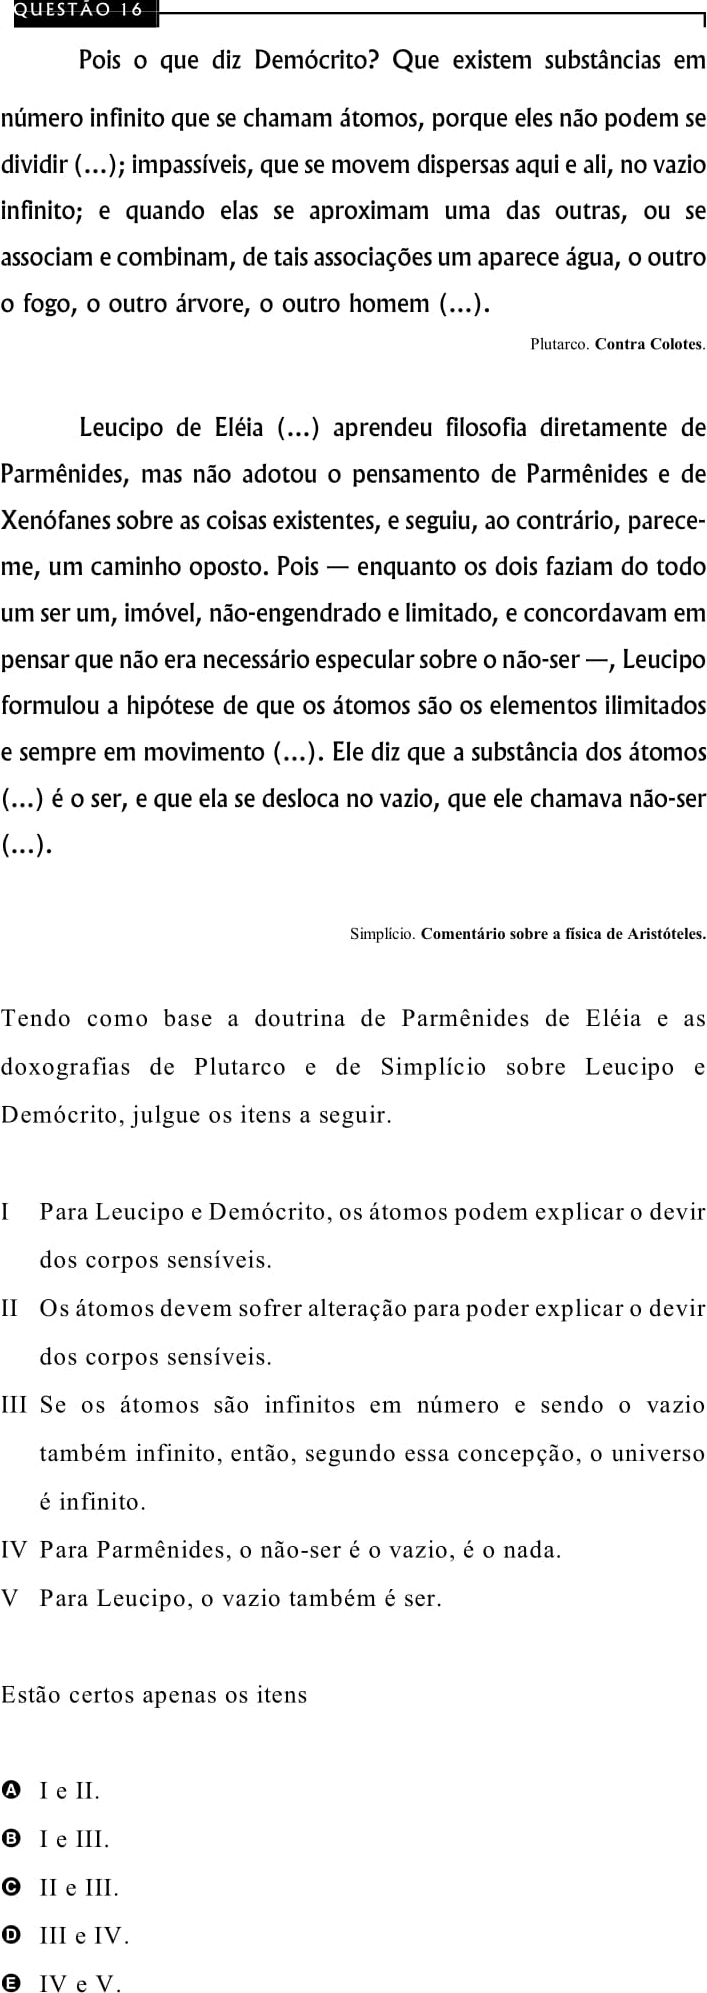 QUESTÃO 16
Pois o que diz Demócrito? Que existem substâncias em
número infinito que se chamam átomos, porque eles não podem se
dividir (...); impassíveis, que se movem dispersas aqui e ali, no vazio
infinito; e quando elas se aproximam uma das outras, ou se
associam e combinam, de tais associações um aparece água, o outro
o fogo, o outro árvore, o outro homem (...).
Plutarco. Contra Colotes.
Leucipo de Eléia (...) aprendeu filosofia diretamente de
Parmênides, mas não adotou o pensamento de Parmênides e de
Xenófanes sobre as coisas existentes, e seguiu, ao contrário, parece-
me, um caminho oposto. Pois — enquanto os dois faziam do todo
um ser um, imóvel, não-engendrado e limitado, e concordavam em
pensar que não era necessário especular sobre o não-ser —, Leucipo
formulou a hipótese de que os átomos são os elementos ilimitados
e sempre em movimento (...). Ele diz que a substância dos átomos
(...) é o ser, e que ela se desloca no vazio, que ele chamava não-ser
(...).
Simplício. Comentário sobre a física de Aristóteles.
Tendo como base a doutrina de Parmênides de Eléia e as
doxografias de Plutarco e de Simplício sobre Leucipo e
Demócrito, julgue os itens a seguir.
I Para Leucipo e Demócrito, os átomos podem explicar o devir
dos corpos sensíveis.
II Os átomos devem sofrer alteração para poder explicar o devir
dos corpos sensíveis.
III Se os átomos são infinitos em número e sendo o vazio
também infinito, então, segundo essa concepção, o universo
é infinito.
IV Para Parmênides, o não-ser é o vazio, é o nada.
V Para Leucipo, o vazio também é ser.
Estão certos apenas os itens
A I e II.
B I e III.
C II e III.
D III e IV.
E IV e V.